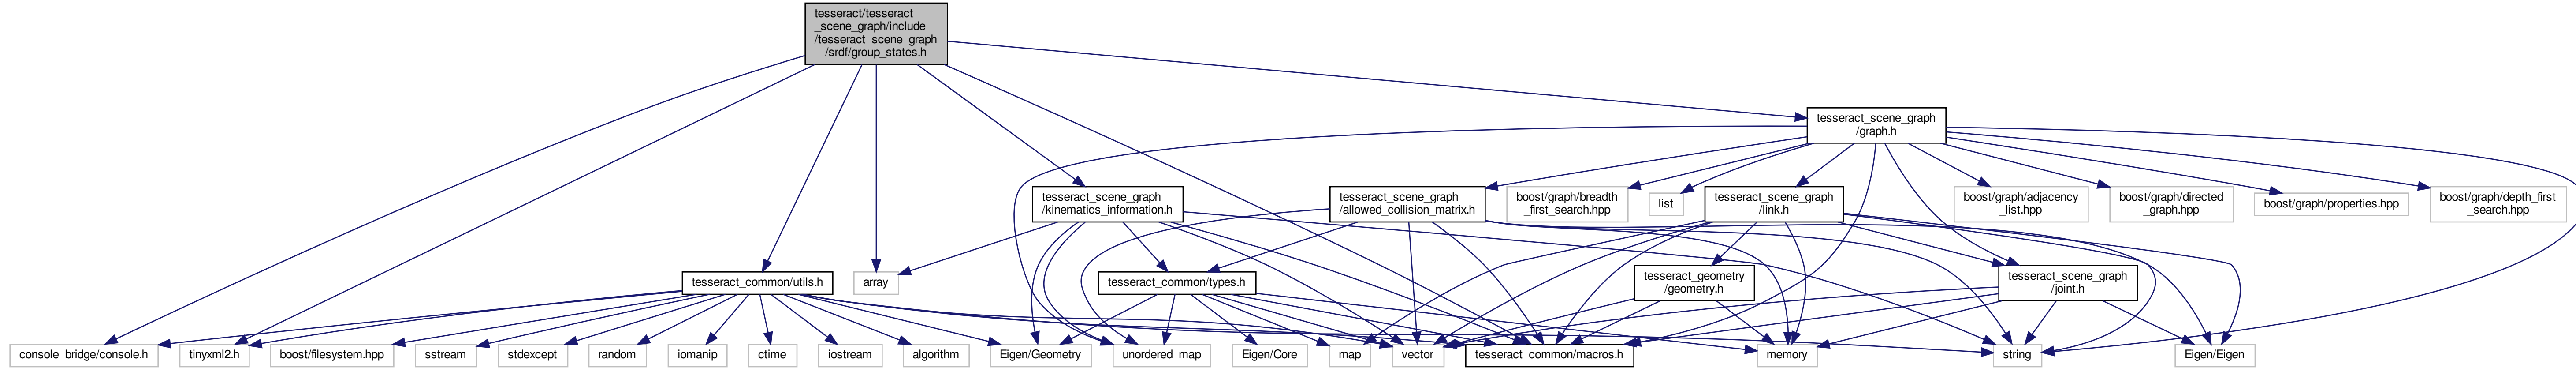 tesseract/tesseract
_scene_graph/include
/tesseract_scene_graph
/srdf/group_states.h
tesseract_scene_graph
/graph.h
tesseract_scene_graph
/kinematics_information.h
tesseract_scene_graph
/allowed_collision_matrix.h
boost/graph/breadth
_first_search.hpp
list
tesseract_scene_graph
/link.h
boost/graph/adjacency
_list.hpp
boost/graph/directed
_graph.hpp
boost/graph/properties.hpp
boost/graph/depth_first
_search.hpp
tesseract_common/utils.h
array
tesseract_common/types.h
tesseract_geometry
/geometry.h
tesseract_scene_graph
/joint.h
console_bridge/console.h
tinyxml2.h
boost/filesystem.hpp
sstream
stdexcept
random
iomanip
ctime
iostream
algorithm
Eigen/Geometry
unordered_map
Eigen/Core
map
vector
tesseract_common/macros.h
memory
string
Eigen/Eigen